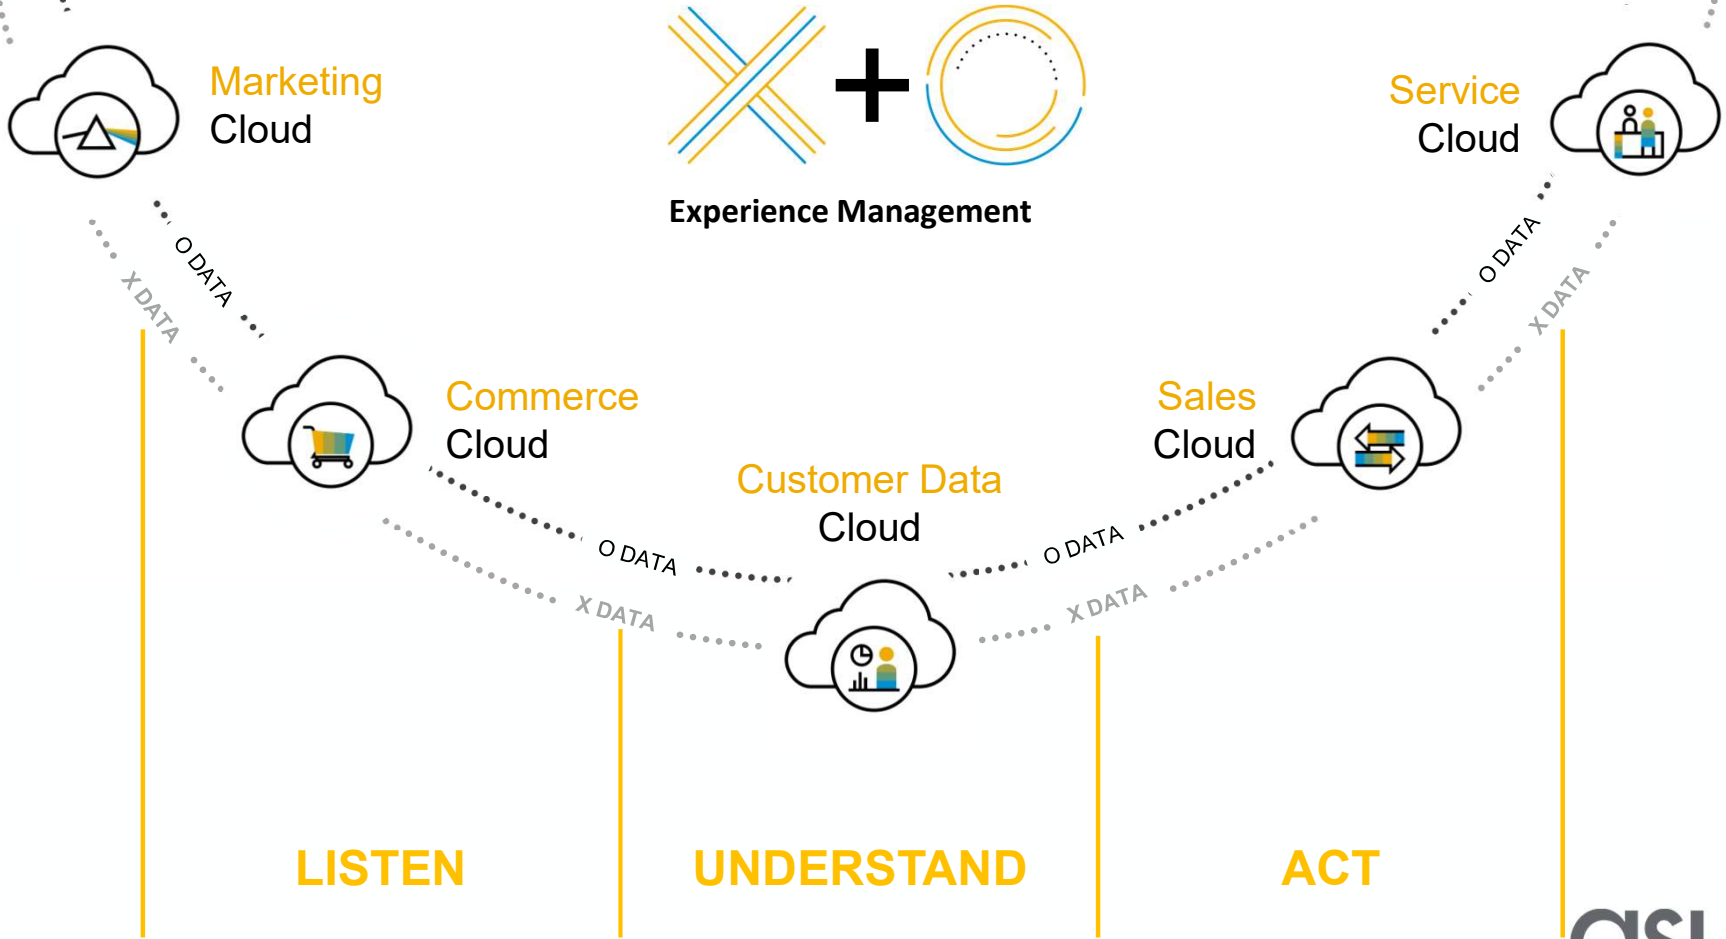 Marketing
Cloud
Experience Management
Service
Cloud
O DATA
X DATA
O DATA
X DATA
Commerce
Cloud
Sales
Cloud
Customer Data
Cloud
O DATA
X DATA
O DATA
X DATA
LISTEN
UNDERSTAND
ACT